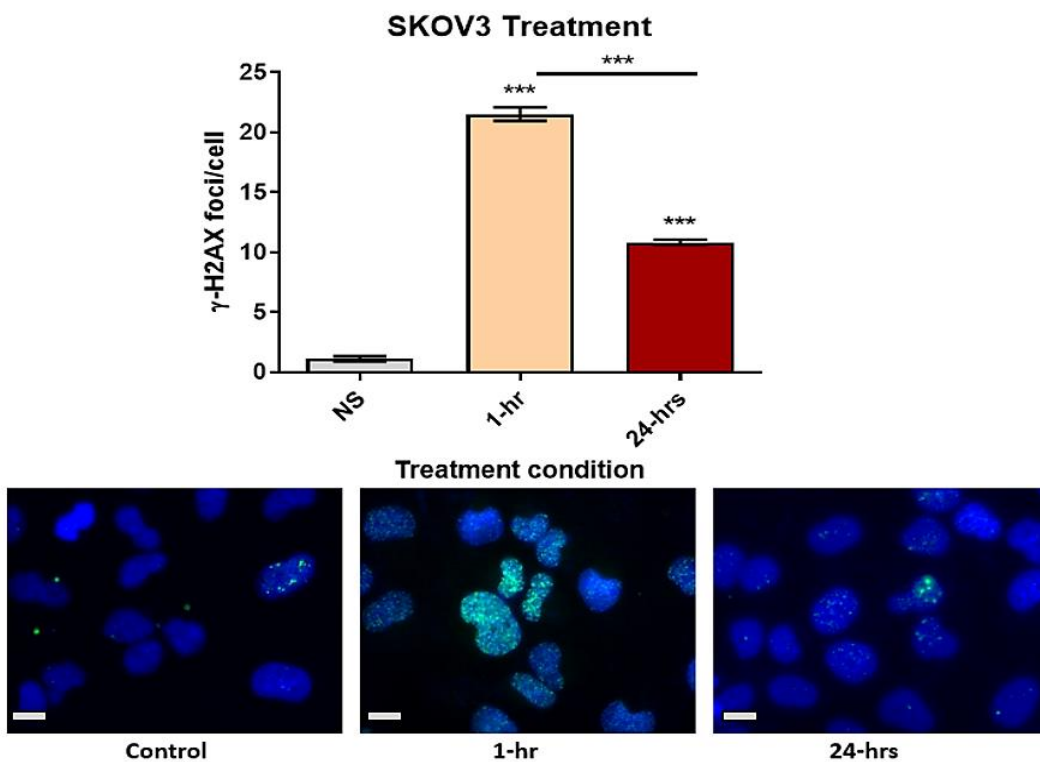 SKOV3 Treatment
***
***
***
25
20
15
10
5
0
γ-H2AX foci/cell
NS
1-hr
24-hrs
Treatment condition
Control
1-hr
24-hrs